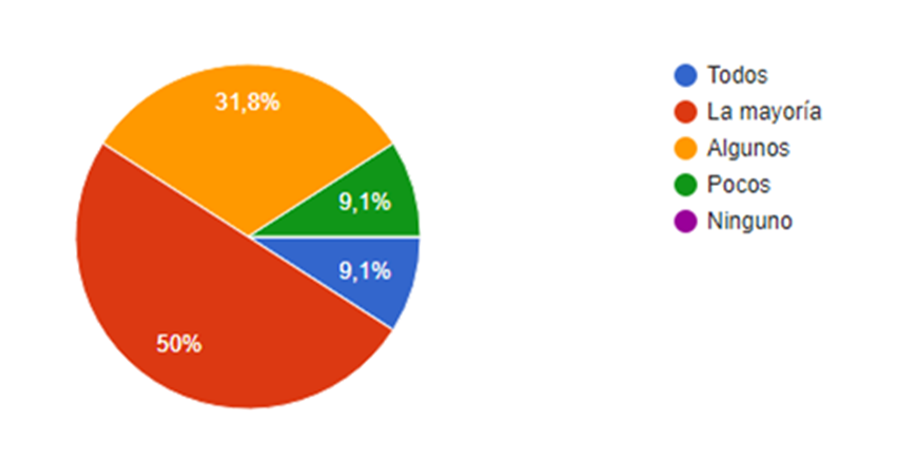 31,8%
9,1%
9,1%
50%
Todos
La mayoría
Algunos
Pocos
Ninguno